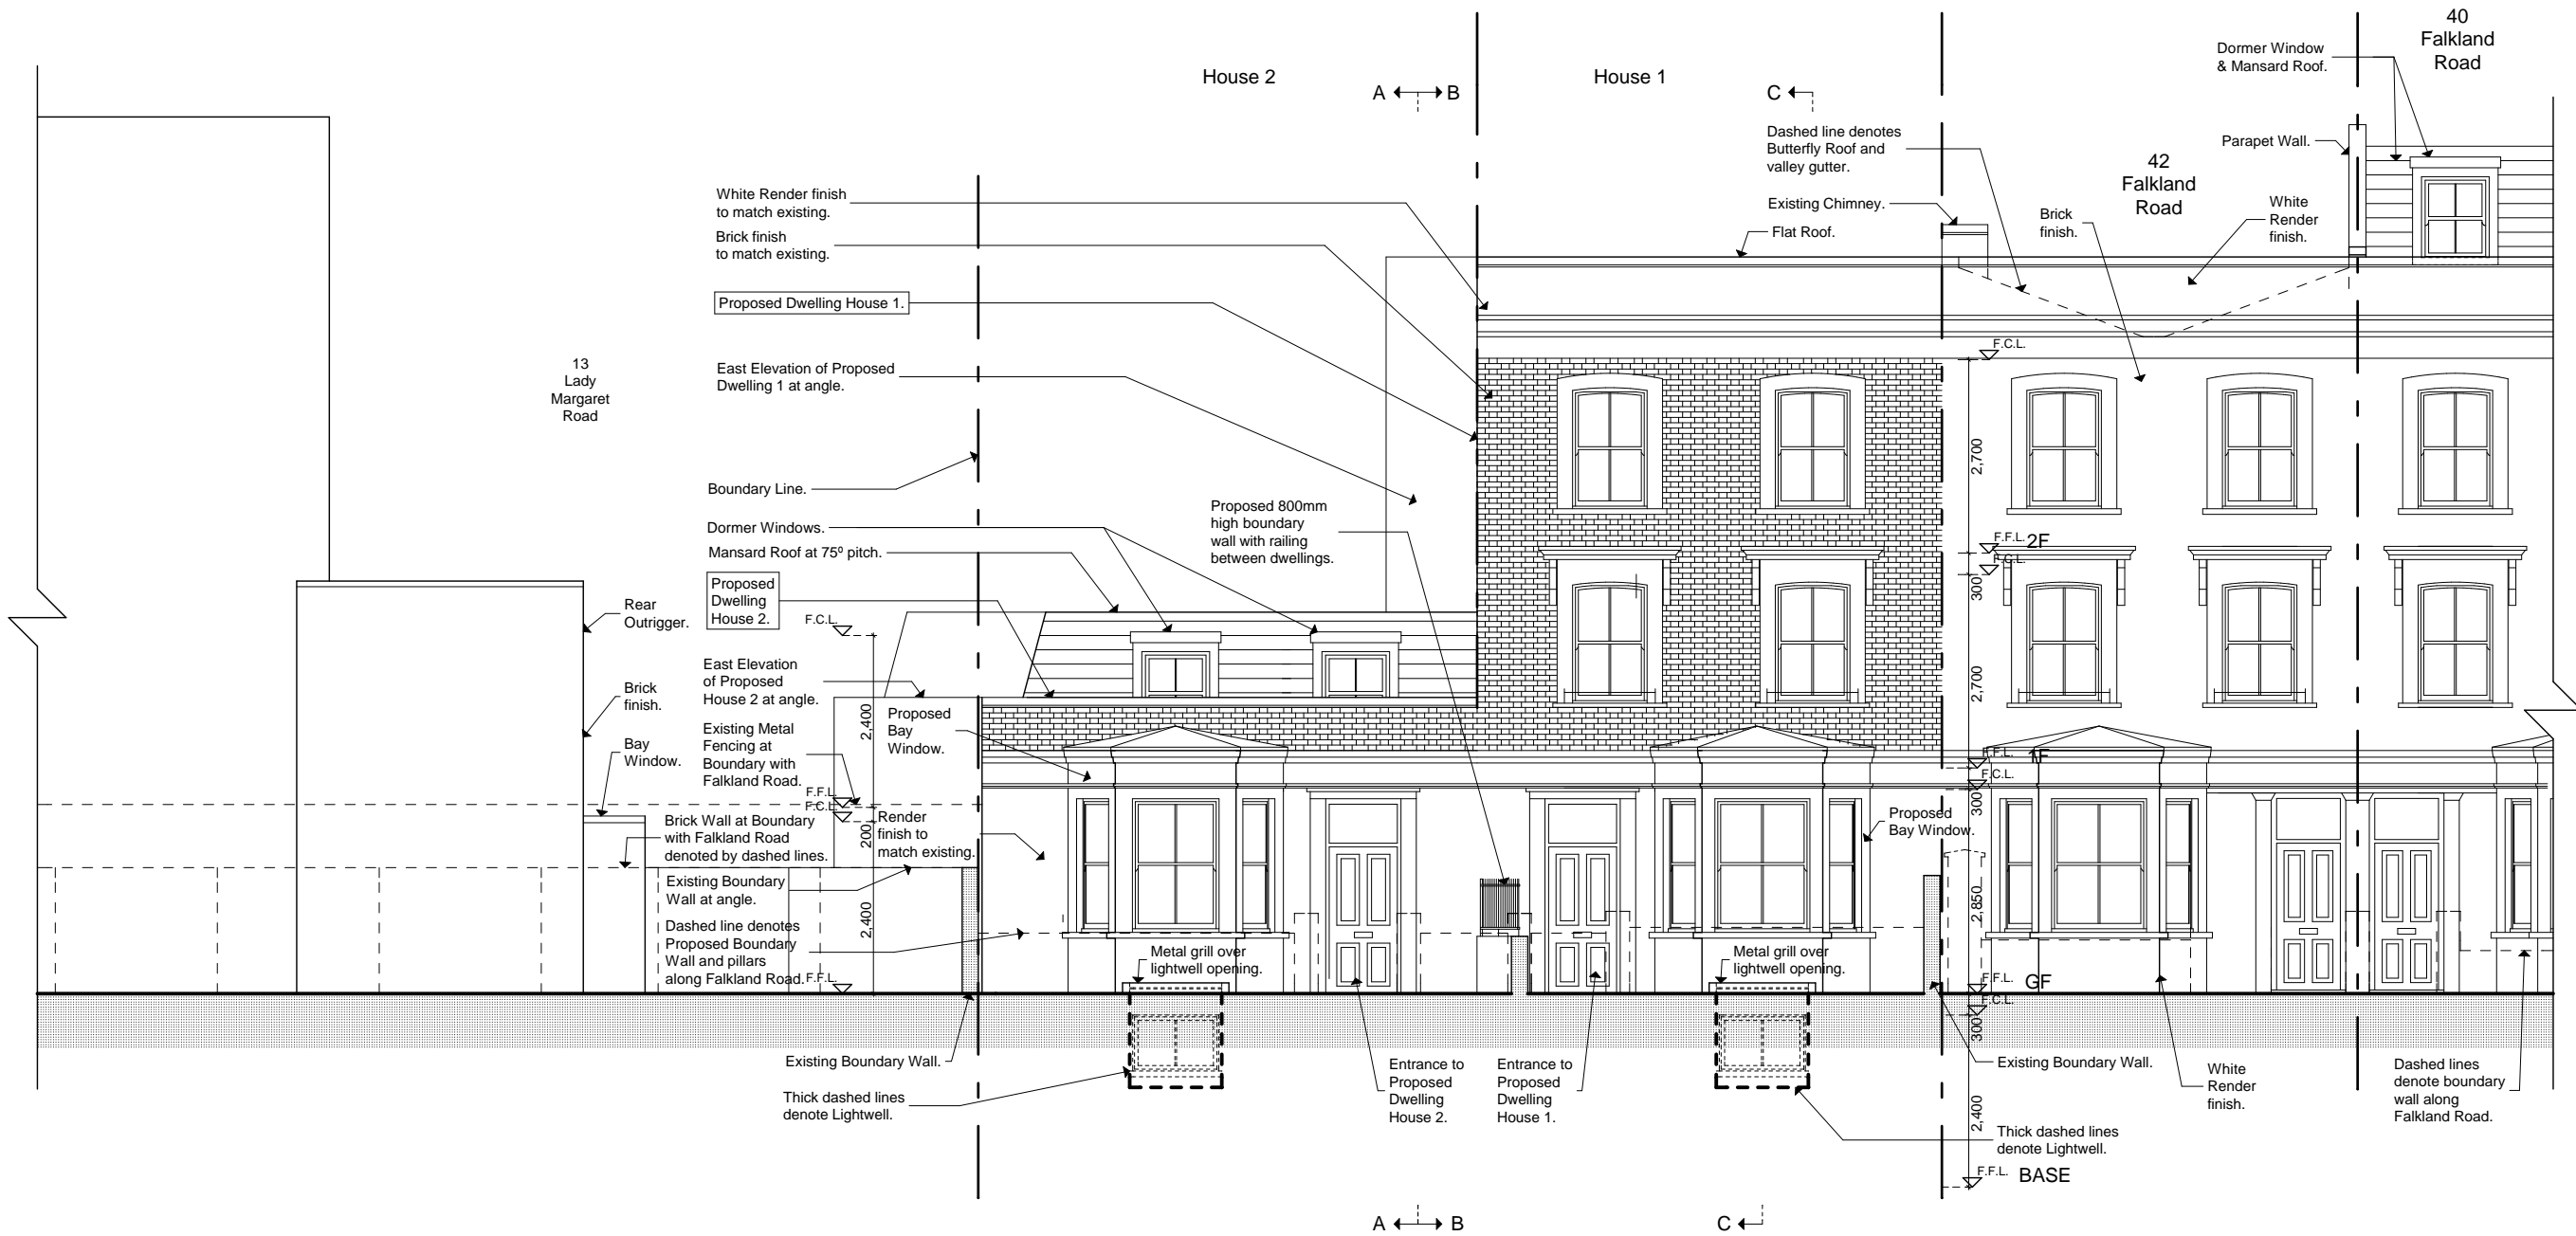 40
Falkland
Road
Dormer Window
& Mansard Roof.
House 2
House 1
A
B
C
Dashed line denotes
Butterfly Roof and
valley gutter.
Parapet Wall.
42
Falkland
Road
White Render finish
to match existing.
Existing Chimney.
White
Render
finish.
Brick
finish.
Flat Roof.
Brick finish
to match existing.
Proposed Dwelling House 1.
F.C.L.
13
Lady
Margaret
Road
East Elevation of Proposed
Dwelling 1 at angle.
2,700
Boundary Line.
Proposed 800mm
high boundary
wall with railing
between dwellings.
Dormer Windows.
Mansard Roof at 75º pitch.
F.F.L.
2F
F.C.L.
300
Proposed
Dwelling
House 2.
Rear
Outrigger.
F.C.L.
East Elevation
of Proposed
House 2 at angle.
Brick
finish.
2,700
2,400
Proposed
Bay
Window.
Existing Metal
Fencing at
Boundary with
Falkland Road.
Bay
Window.
F.F.L.
1F
F.C.L.
300
F.F.L.
F.C.L.
200
Brick Wall at Boundary
with Falkland Road
denoted by dashed lines.
Render
finish to
match existing.
Proposed
Bay Window.
Existing Boundary
Wall at angle.
2,400
2,850
Dashed line denotes
Proposed Boundary
Wall and pillars
along Falkland Road.
F.F.L.
Metal grill over
lightwell opening.
Metal grill over
lightwell opening.
F.F.L.
GF
F.C.L.
300
Existing Boundary Wall.
Entrance to
Proposed
Dwelling
House 2.
Entrance to
Proposed
Dwelling
House 1.
Existing Boundary Wall.
White
Render
finish.
Dashed lines
denote boundary
wall along
Falkland Road.
Thick dashed lines
denote Lightwell.
2,400
Thick dashed lines
denote Lightwell.
F.F.L.
BASE
A
B
C